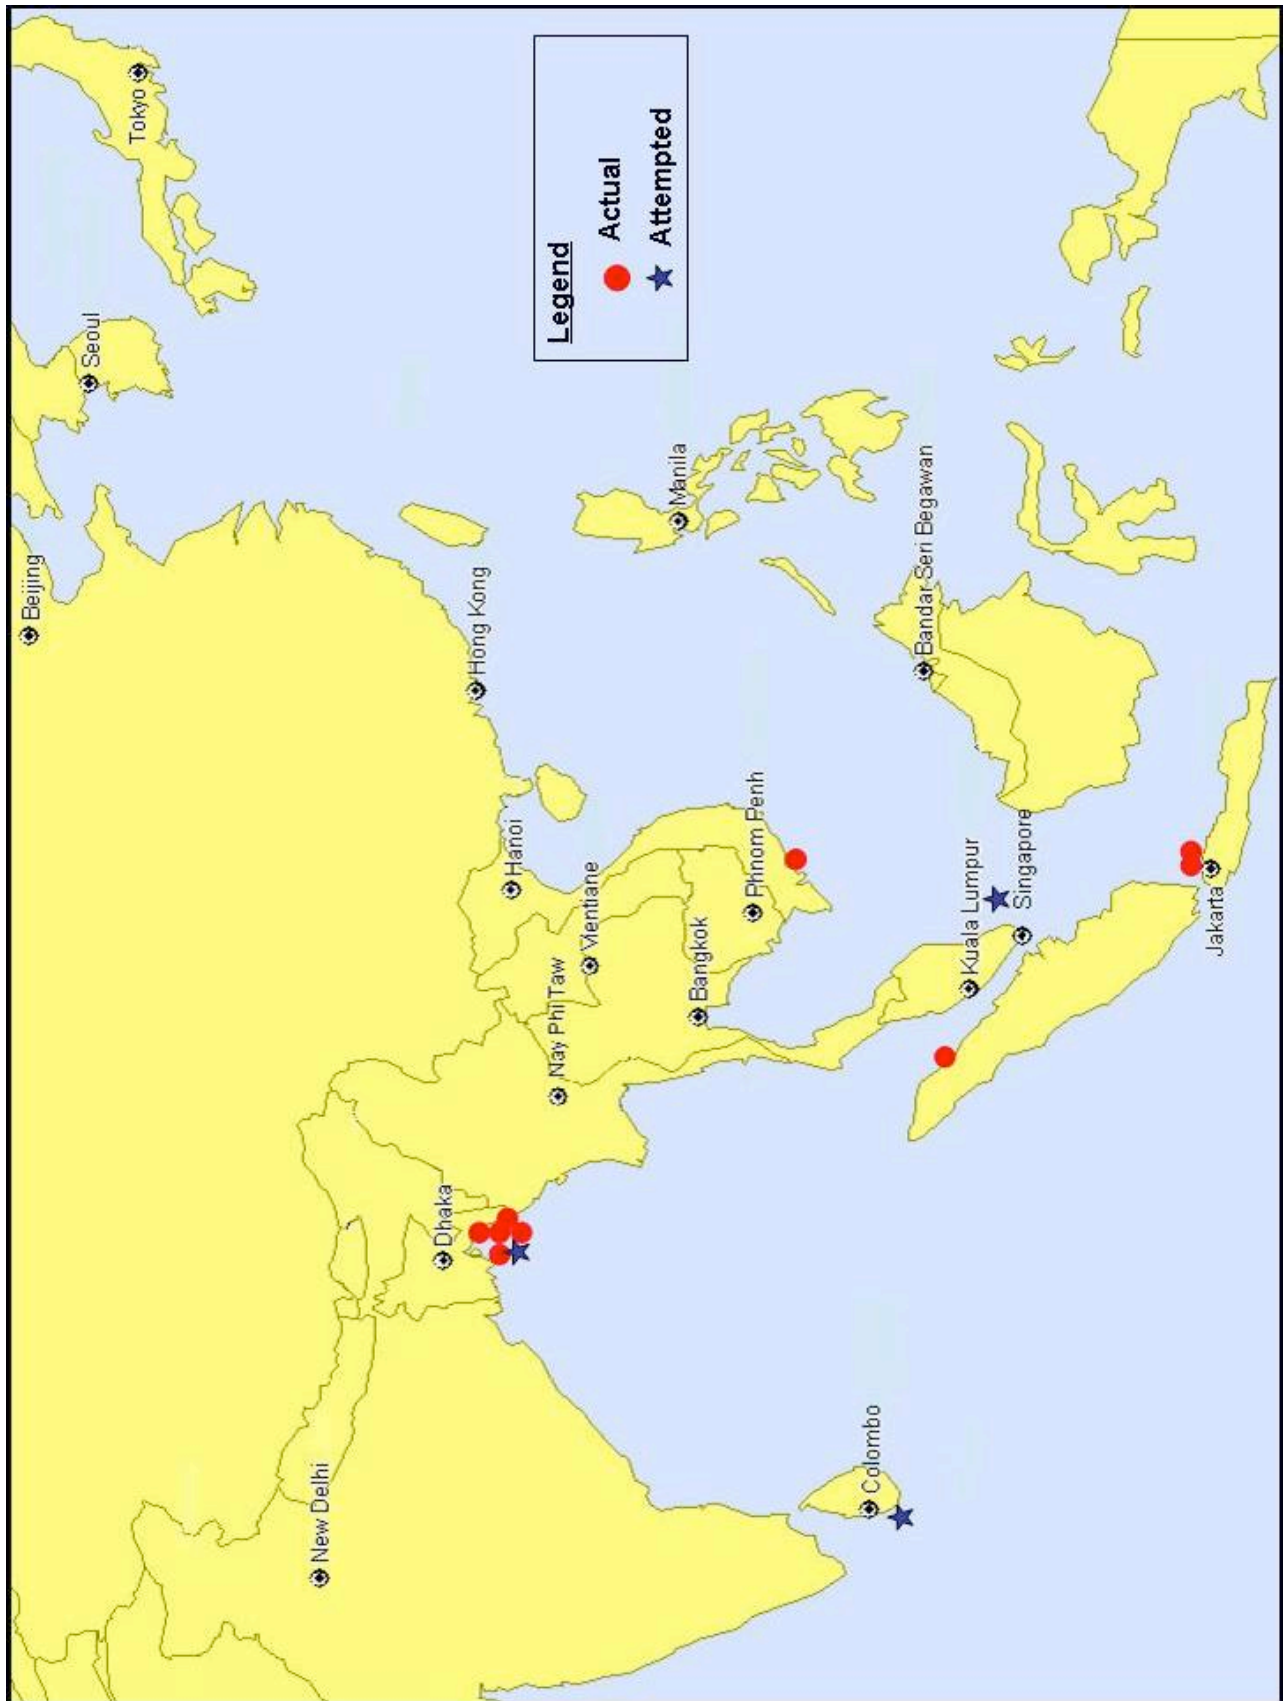 Beijing
Seoul
Tokyo
New Delhi
Dhaka
Hong Kong
Hanoi
Nay Phi Taw
Vientiane
Bangkok
Manila
Phnom Penh
Colombo
Bandar Seri Begawan
Kuala Lumpur
Singapore
Jakarta
Legend
Actual
Attempted